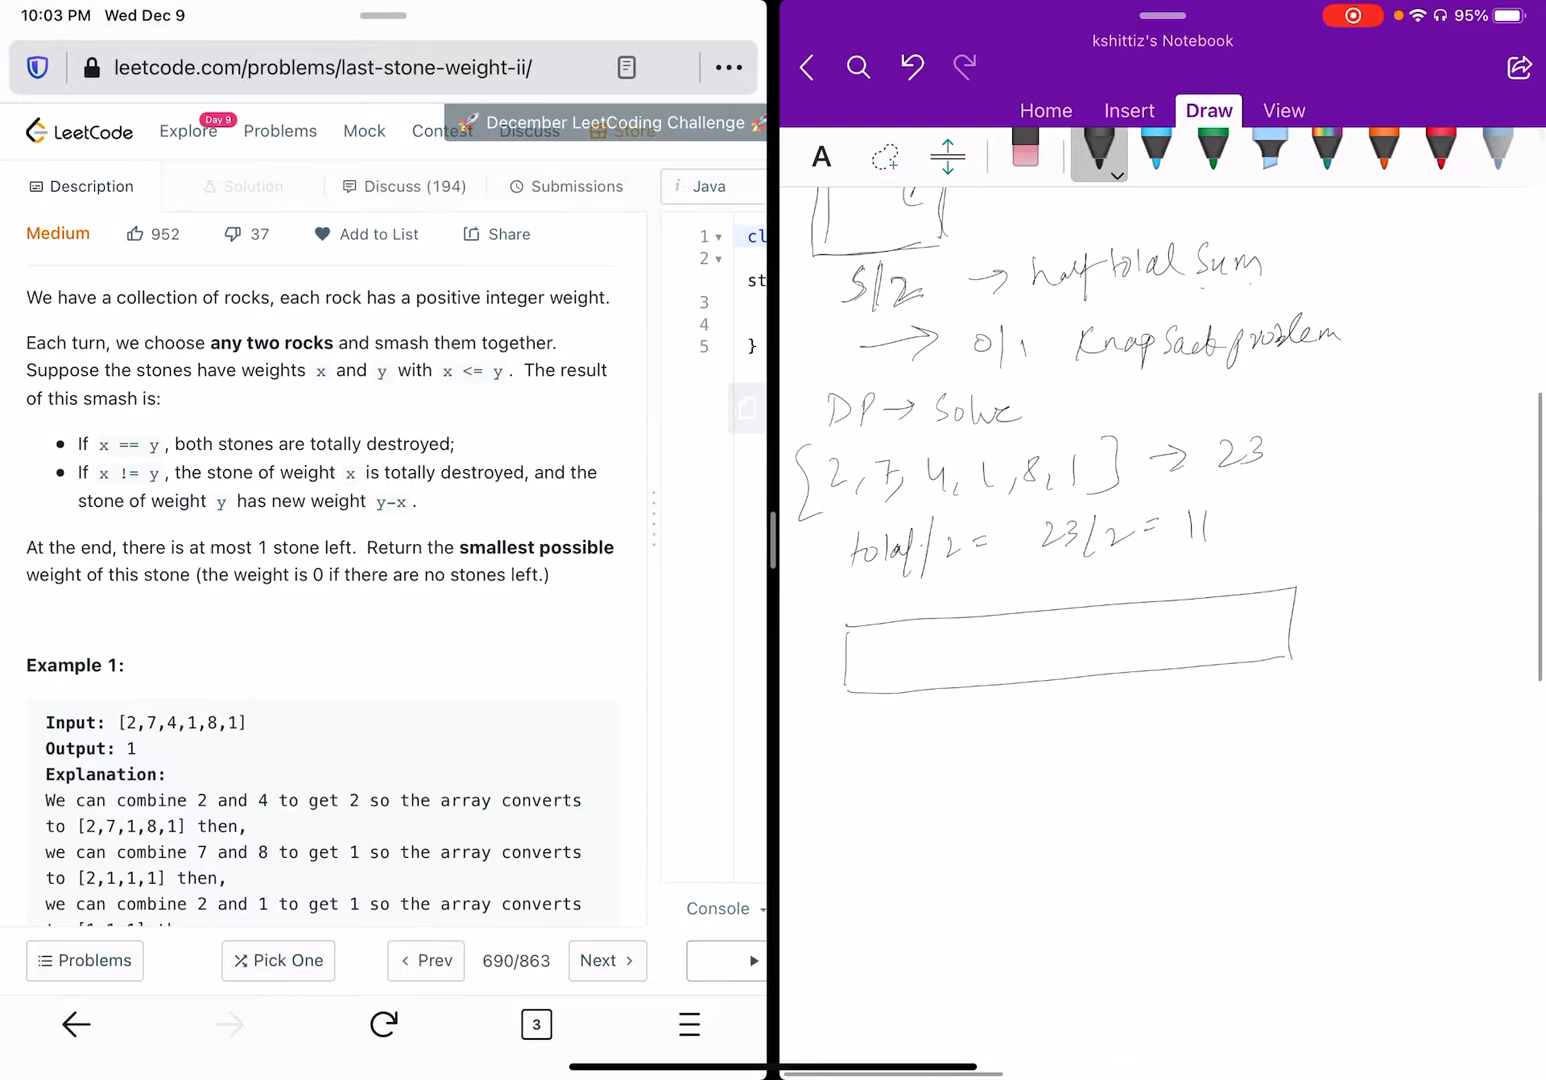 10:03 PM Wed Dec 9
leetcode.com/problems/last-stone-weight-ii/
LeetCode
Explore
Day 9
Problems
Mock
Contest
Discuss
Store
December LeetCoding Challenge
Description
Solution
Discuss (194)
Submissions
Java
Medium
952
37
Add to List
Share
We have a collection of rocks, each rock has a positive integer weight.
Each turn, we choose any two rocks and smash them together.
Suppose the stones have weights x and y with x <= y. The result
of this smash is:
If x == y, both stones are totally destroyed;
If x != y, the stone of weight x is totally destroyed, and the
stone of weight y has new weight y-x.
At the end, there is at most 1 stone left. Return the smallest possible
weight of this stone (the weight is 0 if there are no stones left.)
Example 1:
Input: [2,7,4,1,8,1]
Output: 1
Explanation:
We can combine 2 and 4 to get 2 so the array converts
to [2,7,1,8,1] then,
we can combine 7 and 8 to get 1 so the array converts
to [2,1,1,1] then,
we can combine 2 and 1 to get 1 so the array converts
1 cl
2
st
3
4
5 }
Console
Problems
Pick One
Prev
690/863
Next
3
95%
kshittiz's Notebook
Home
Insert
Draw
View
A
S//2 → half total sum
→ 0/1 Knapsack problem
DP → Solve
{2, 7, 4, 1, 8, 1} → 23
total/2 = 23/2 = 11